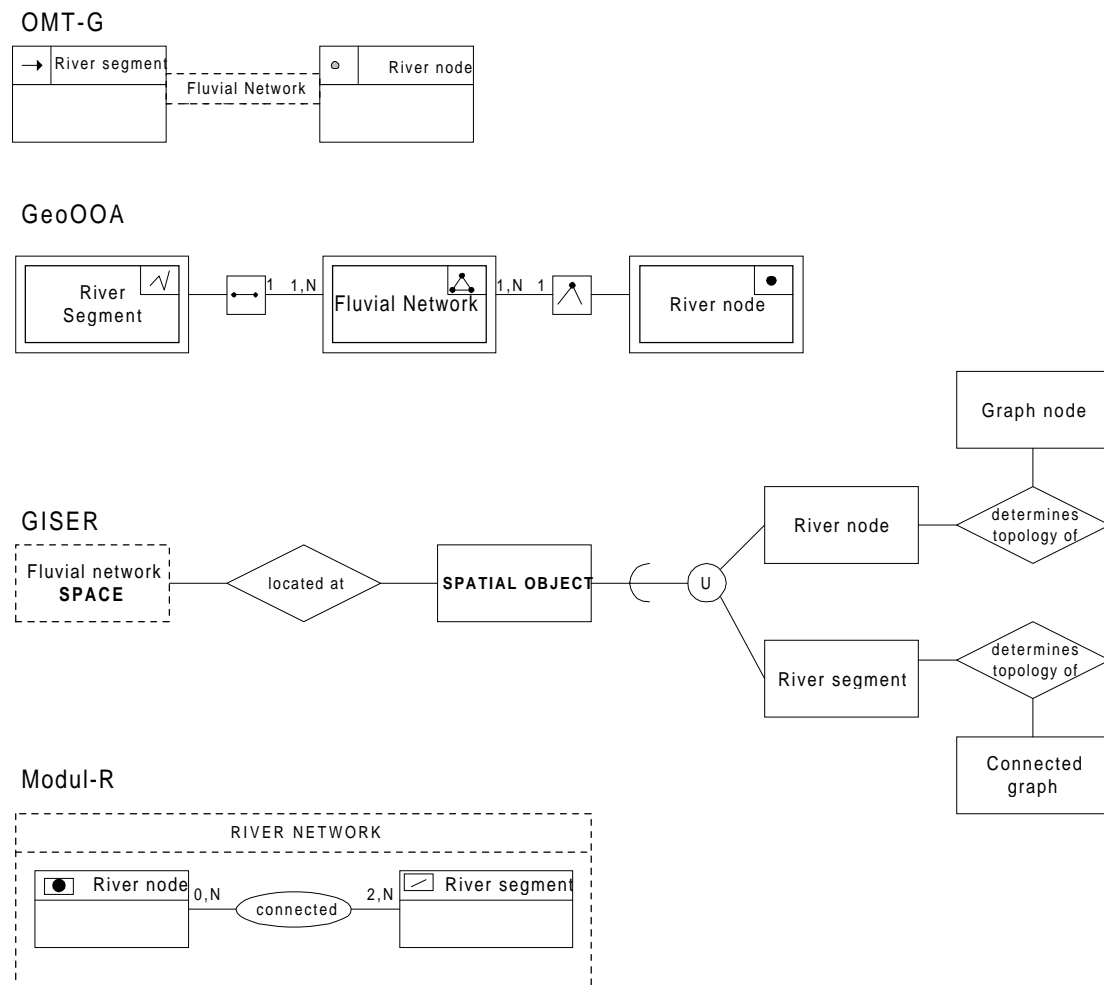 OMT-G
River segment
River node
Fluvial Network
GeoOOA
River
Segment
1
1,N
Fluvial Network
1,N
1
River node
Graph node
GISER
Fluvial network
SPACE
located at
SPATIAL OBJECT
U
River node
determines
topology of
River segment
determines
topology of
Connected
graph
Modul-R
RIVER NETWORK
River node
0,N
connected
2,N
River segment